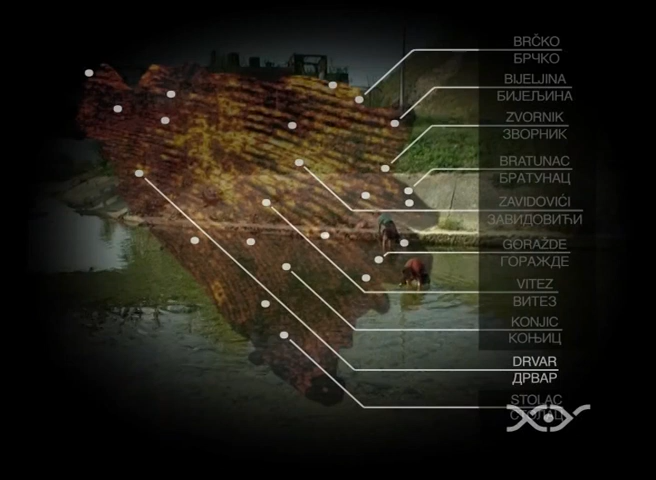 BRČKO
БРЧКО
BIJELJINA
БИЈЕЉИНА
ZVORNIK
ЗВОРНИК
BRATUNAC
БРАТУНАЦ
ZAVIDOVIĆI
ЗАВИДОВИЋИ
GORAŽDE
ГОРАЖДЕ
VITEZ
ВИТЕЗ
KONJIC
КОЊИЦ
DRVAR
ДРВАР
STOLAC